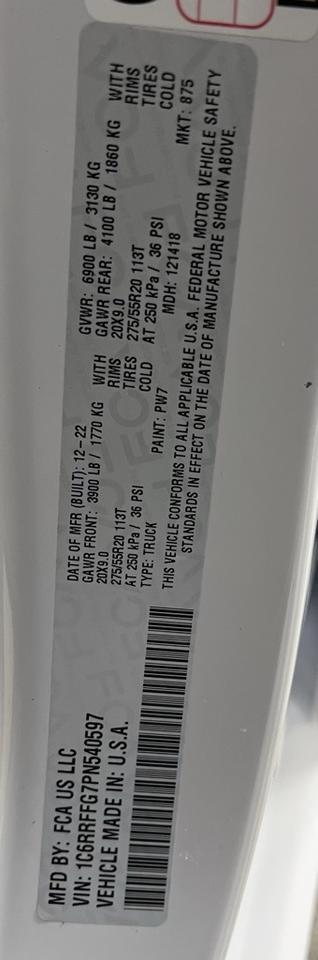 MFD BY: FCA US LLC
VIN: 1C6RRFFG7PN540597
VEHICLE MADE IN: U.S.A.
DATE OF MFR (BUILT): 12-22 GVWR: 6900 LB / 3130 KG
GAWR FRONT: 3900 LB / 1770 KG WITH GAWR REAR: 4100 LB / 1860 KG WITH
20X9.0 RIMS 20X9.0 RIMS
275/55R20 113T TIRES 275/55R20 113T TIRES
AT 250 kPa / 36 PSI COLD AT 250 kPa / 36 PSI COLD
TYPE: TRUCK PAINT: PW7 MDH: 121418 MKT: 875
THIS VEHICLE CONFORMS TO ALL APPLICABLE U.S.A. FEDERAL MOTOR VEHICLE SAFETY
STANDARDS IN EFFECT ON THE DATE OF MANUFACTURE SHOWN ABOVE.